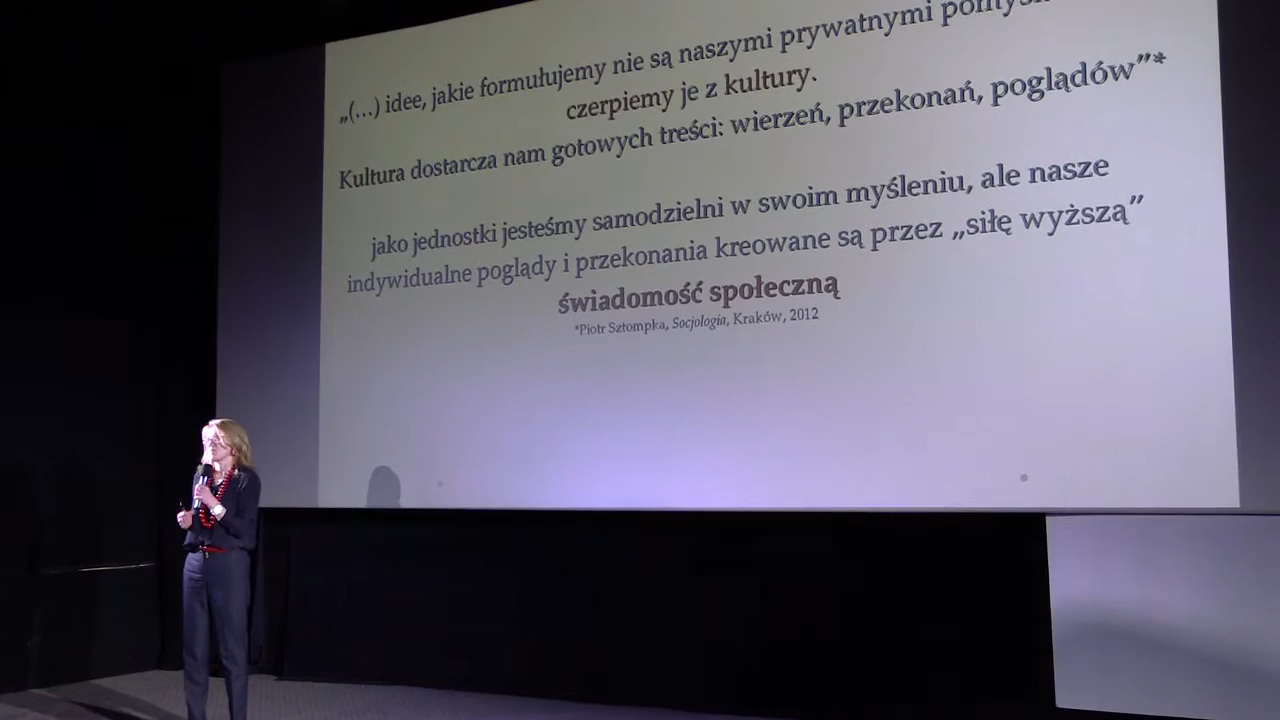 „(...) idee, jakie formułujemy nie są naszymi prywatnymi
czerpiemy je z kultury.
Kultura dostarcza nam gotowych treści: wierzeń, przekonań, poglądów”*
jako jednostki jesteśmy samodzielni w swoim myśleniu, ale nasze
indywidualne poglądy i przekonania kreowane są przez „siłę wyższą”
świadomość społeczną
*Piotr Sztompka, Socjologia, Kraków, 2012